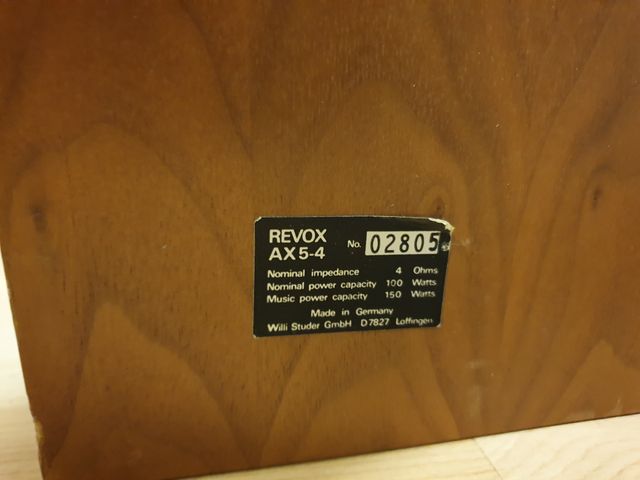 REVOX No. 02805
AX5-4
Nominal impedance 4 Ohms
Nominal power capacity 100 Watts
Music power capacity 150 Watts
Made in Germany
Willi Studer GmbH D7827 Loffingen